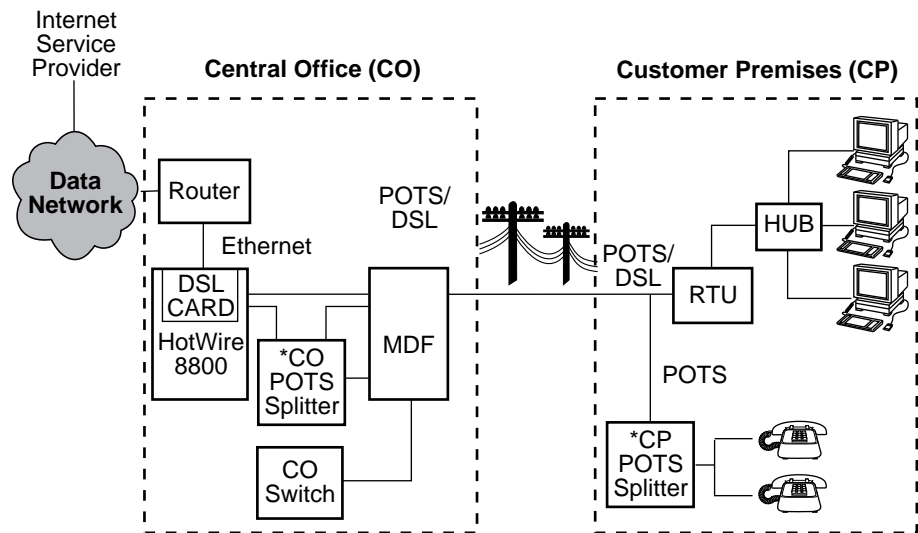 Internet
Service
Provider
Central Office (CO)
Customer Premises (CP)
Data
Network
Router
Ethernet
POTS/
DSL
DSL
CARD
HotWire
8800
*CO
POTS
Splitter
MDF
CO
Switch
POTS/
DSL
RTU
HUB
POTS
*CP
POTS
Splitter